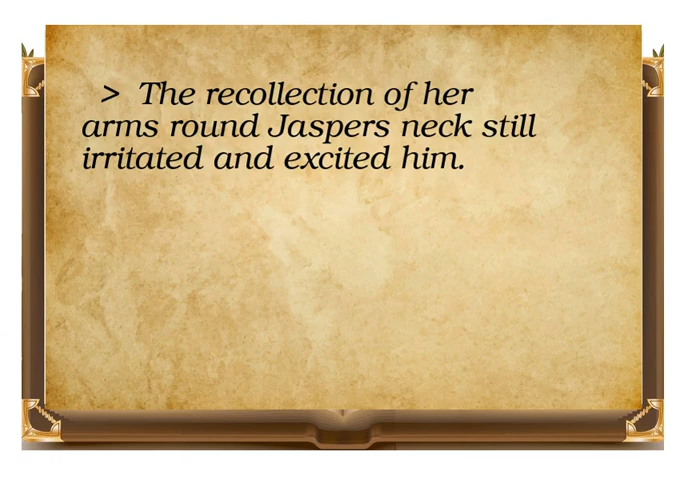 > The recollection of her
arms round Jaspers neck still
irritated and excited him.